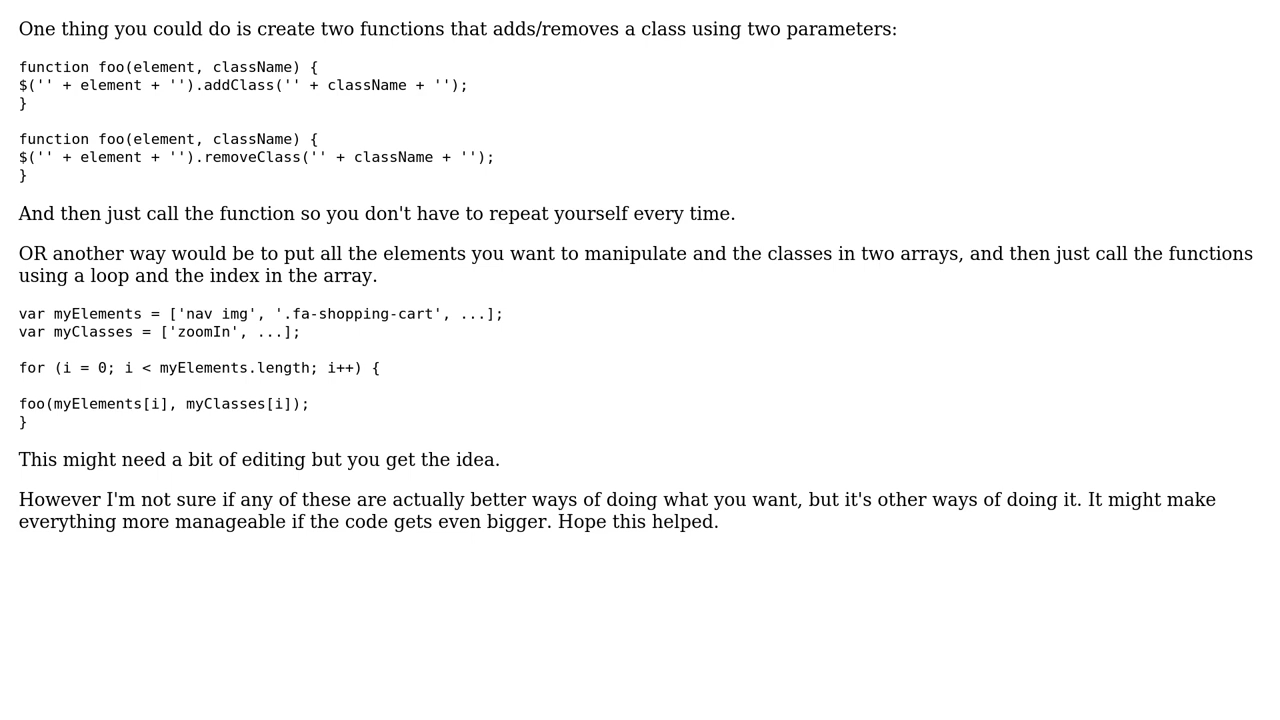 One thing you could do is create two functions that adds/removes a class using two parameters:
function foo(element, className) {
$('' + element + '').addClass('' + className + '');
}
function foo(element, className) {
$('' + element + '').removeClass('' + className + '');
}
And then just call the function so you don't have to repeat yourself every time.
OR another way would be to put all the elements you want to manipulate and the classes in two arrays, and then just call the functions
using a loop and the index in the array.
var myElements = ['nav img', '.fa-shopping-cart', ...];
var myClasses = ['zoomIn', ...];
for (i = 0; i < myElements.length; i++) {
foo(myElements[i], myClasses[i]);
}
This might need a bit of editing but you get the idea.
However I'm not sure if any of these are actually better ways of doing what you want, but it's other ways of doing it. It might make
everything more manageable if the code gets even bigger. Hope this helped.